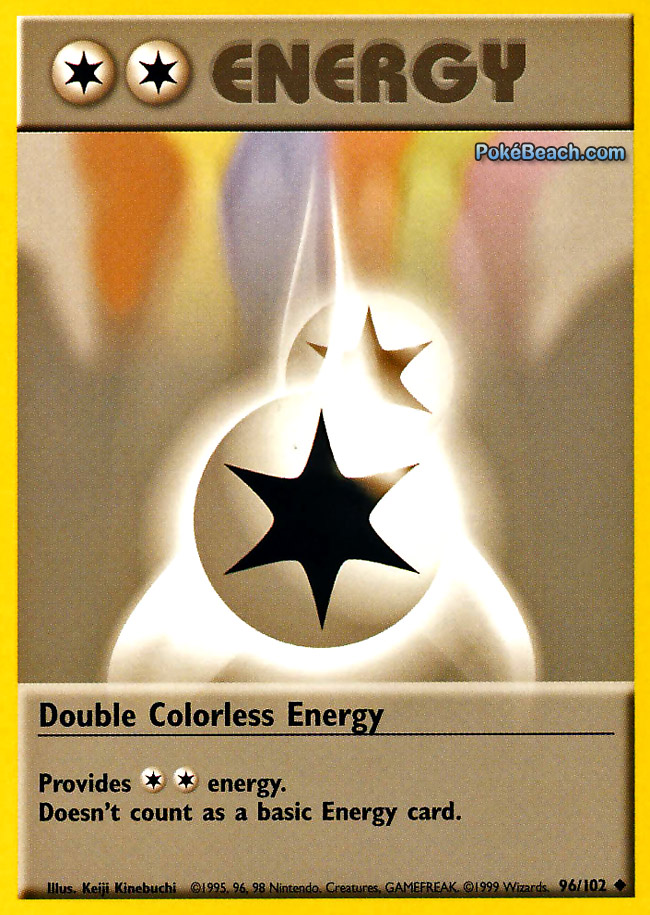 ENERGY
PokéBeach.com
Double Colorless Energy
Provides energy.
Doesn't count as a basic Energy card.
Illus. Keiji Kinebuchi ©1995, 96, 98 Nintendo. Creatures, GAMEFREAK. ©1999 Wizards. 96/102